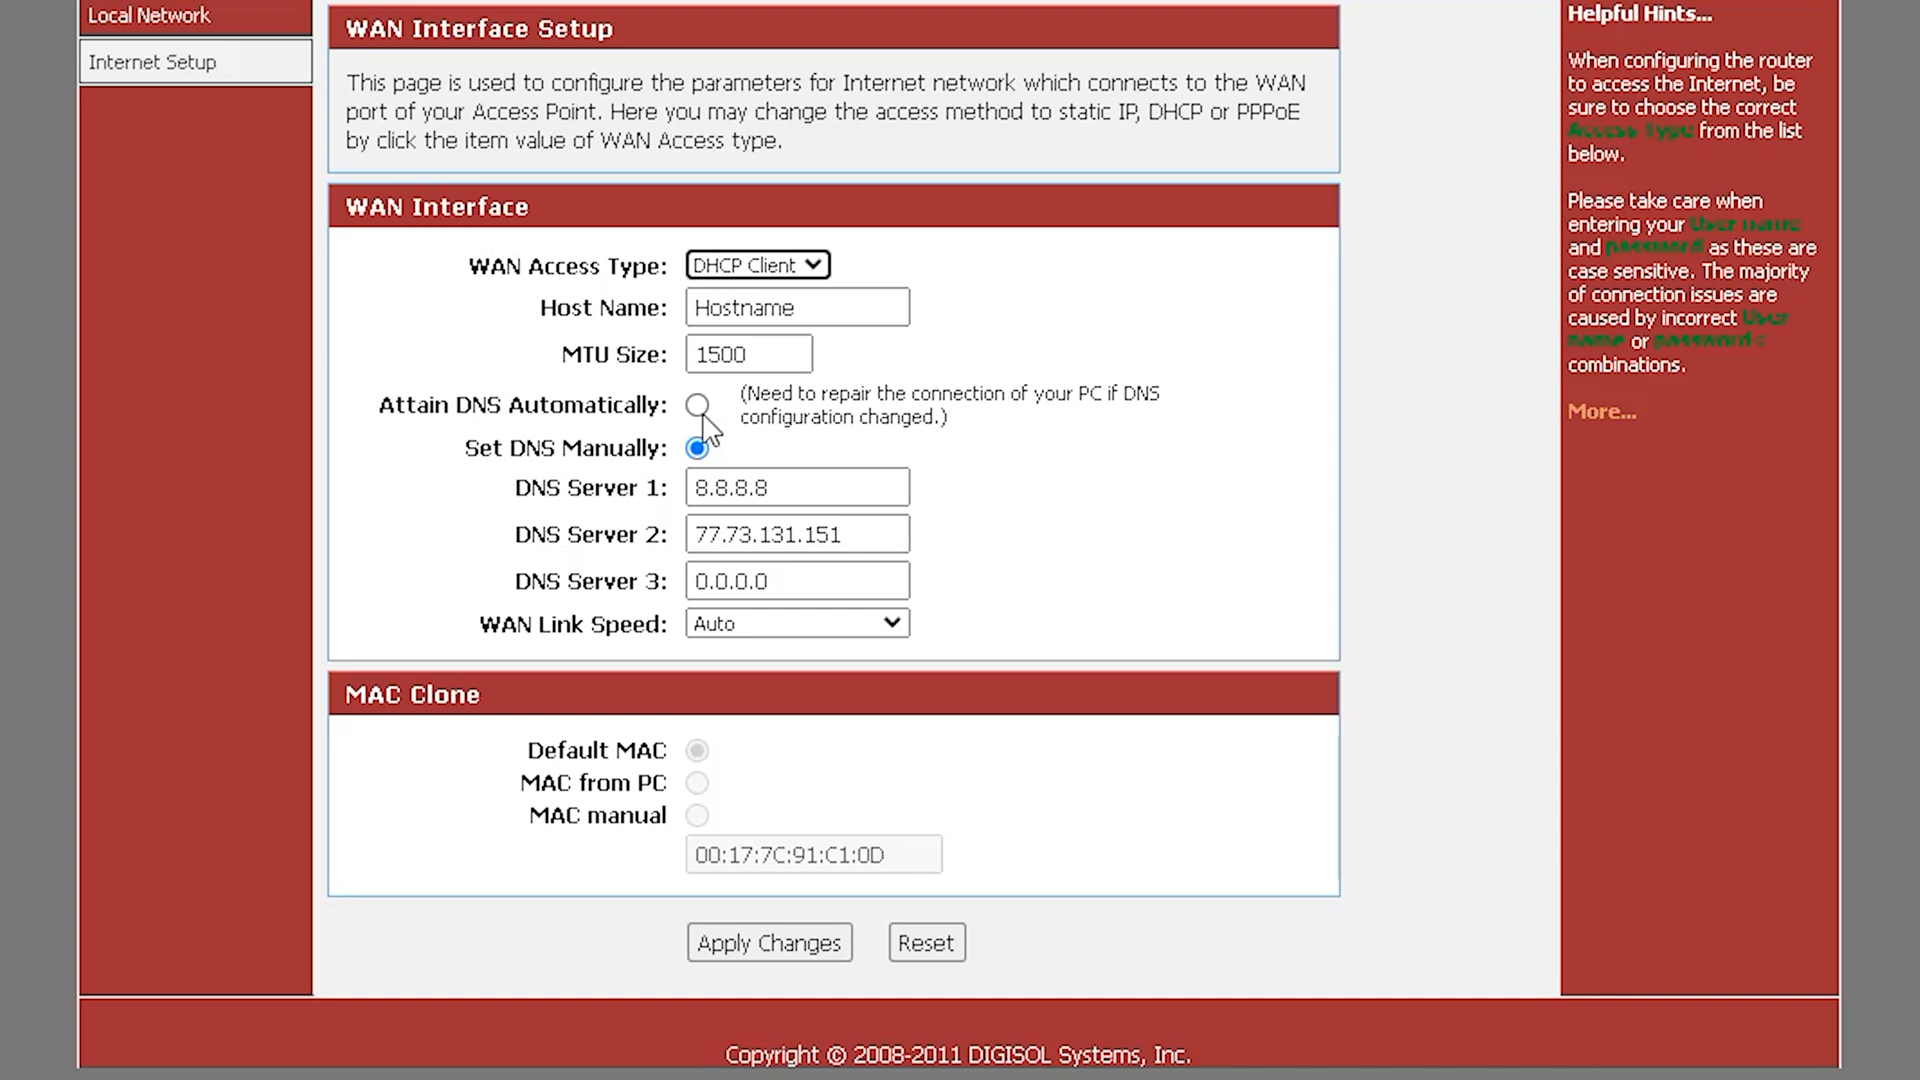 Local Network
Internet Setup
WAN Interface Setup
This page is used to configure the parameters for Internet network which connects to the WAN
port of your Access Point. Here you may change the access method to static IP, DHCP or PPPoE
by click the item value of WAN Access type.
WAN Interface
WAN Access Type: DHCP Client
Host Name: Hostname
MTU Size: 1500
Attain DNS Automatically: (Need to repair the connection of your PC if DNS
configuration changed.)
Set DNS Manually:
DNS Server 1: 8.8.8.8
DNS Server 2: 77.73.131.151
DNS Server 3: 0.0.0.0
WAN Link Speed: Auto
MAC Clone
Default MAC
MAC from PC
MAC manual
00:17:7C:91:C1:0D
Apply Changes Reset
Helpful Hints...
When configuring the router
to access the Internet, be
sure to choose the correct
Access Type from the list
below.
Please take care when
entering your User name
and password as these are
case sensitive. The majority
of connection issues are
caused by incorrect User
name or password
combinations.
More...
Copyright © 2008-2011 DIGISOL Systems, Inc.